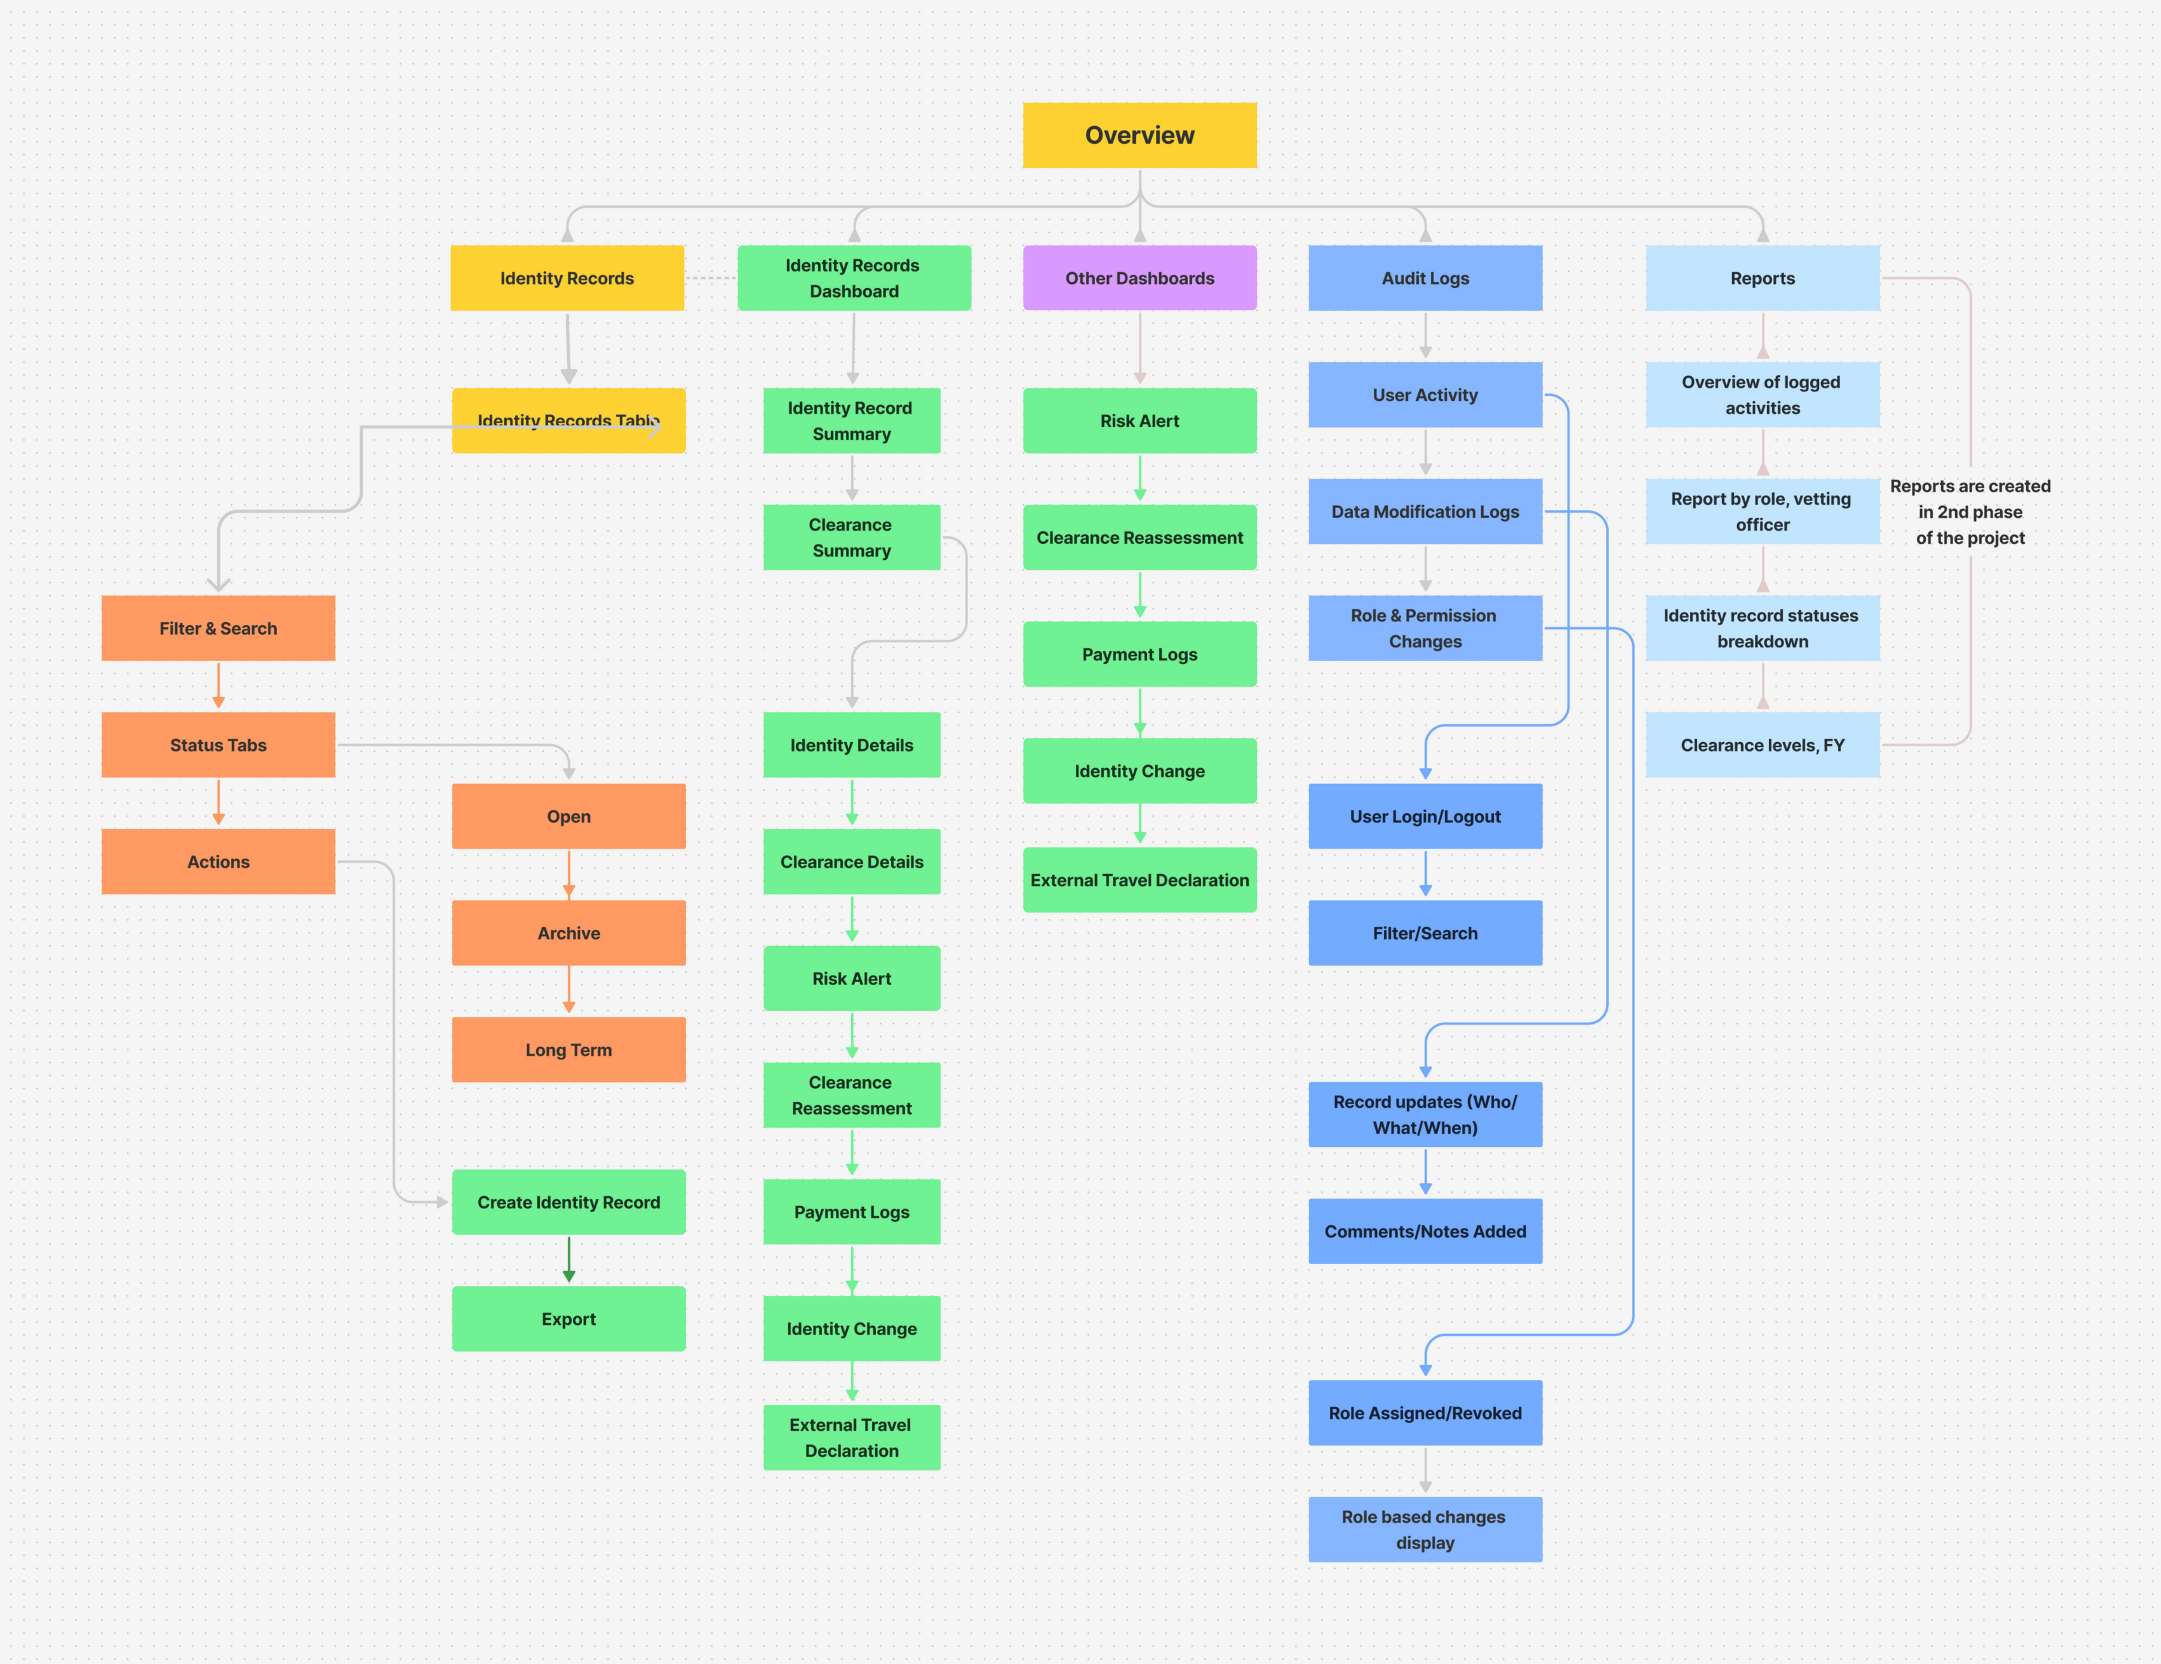 Overview
Identity Records
Identity Records
Dashboard
Other Dashboards
Audit Logs
Reports
Identity Records Table
Identity Record
Summary
Clearance
Summary
Risk Alert
Clearance Reassessment
Payment Logs
Identity Change
External Travel Declaration
User Activity
Data Modification Logs
Role & Permission
Changes
Overview of logged
activities
Report by role, vetting
officer
Identity record statuses
breakdown
Clearance levels, FY
Reports are created
in 2nd phase
of the project
Filter & Search
Status Tabs
Actions
Open
Archive
Long Term
Create Identity Record
Export
Identity Details
Clearance Details
Risk Alert
Clearance
Reassessment
Payment Logs
Identity Change
External Travel
Declaration
User Login/Logout
Filter/Search
Record updates (Who/
What/When)
Comments/Notes Added
Role Assigned/Revoked
Role based changes
display